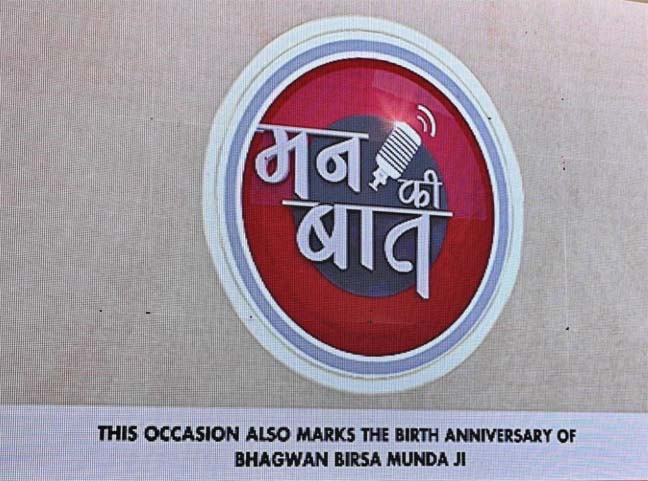 मन की
बात
THIS OCCASION ALSO MARKS THE BIRTH ANNIVERSARY OF
BHAGWAN BIRSA MUNDA JI